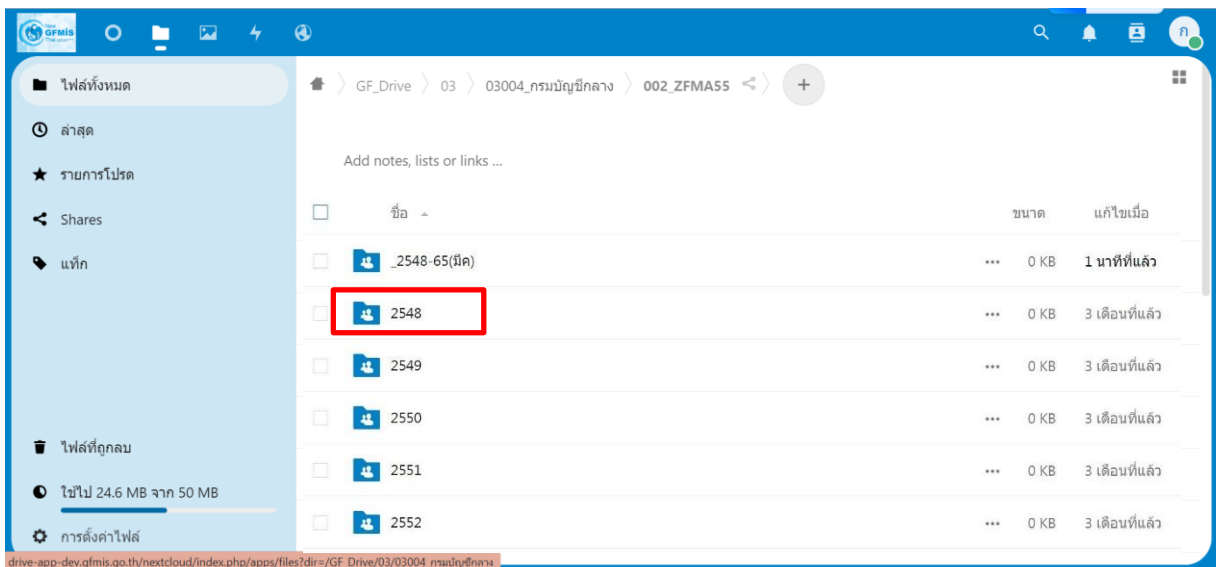 New
GFMIS
Thai
ก
ไฟล์ทั้งหมด
GF_Drive 03 03004_กรมบัญชีกลาง 002_ZFMA55 +
ล่าสุด
Add notes, lists or links ...
รายการโปรด
Shares
ชื่อ ขนาด แก้ไขเมื่อ
แท็ก
_2548-65(มีค) ... 0 KB 1 นาทีที่แล้ว
2548 ... 0 KB 3 เดือนที่แล้ว
2549 ... 0 KB 3 เดือนที่แล้ว
2550 ... 0 KB 3 เดือนที่แล้ว
ไฟล์ที่ถูกลบ
2551 ... 0 KB 3 เดือนที่แล้ว
ใช้ไป 24.6 MB จาก 50 MB
2552 ... 0 KB 3 เดือนที่แล้ว
การตั้งค่าไฟล์
drive-app-dev.gfmis.go.th/nextcloud/index.php/apps/files?dir=/GF_Drive/03/03004_กรมบัญชีกลาง